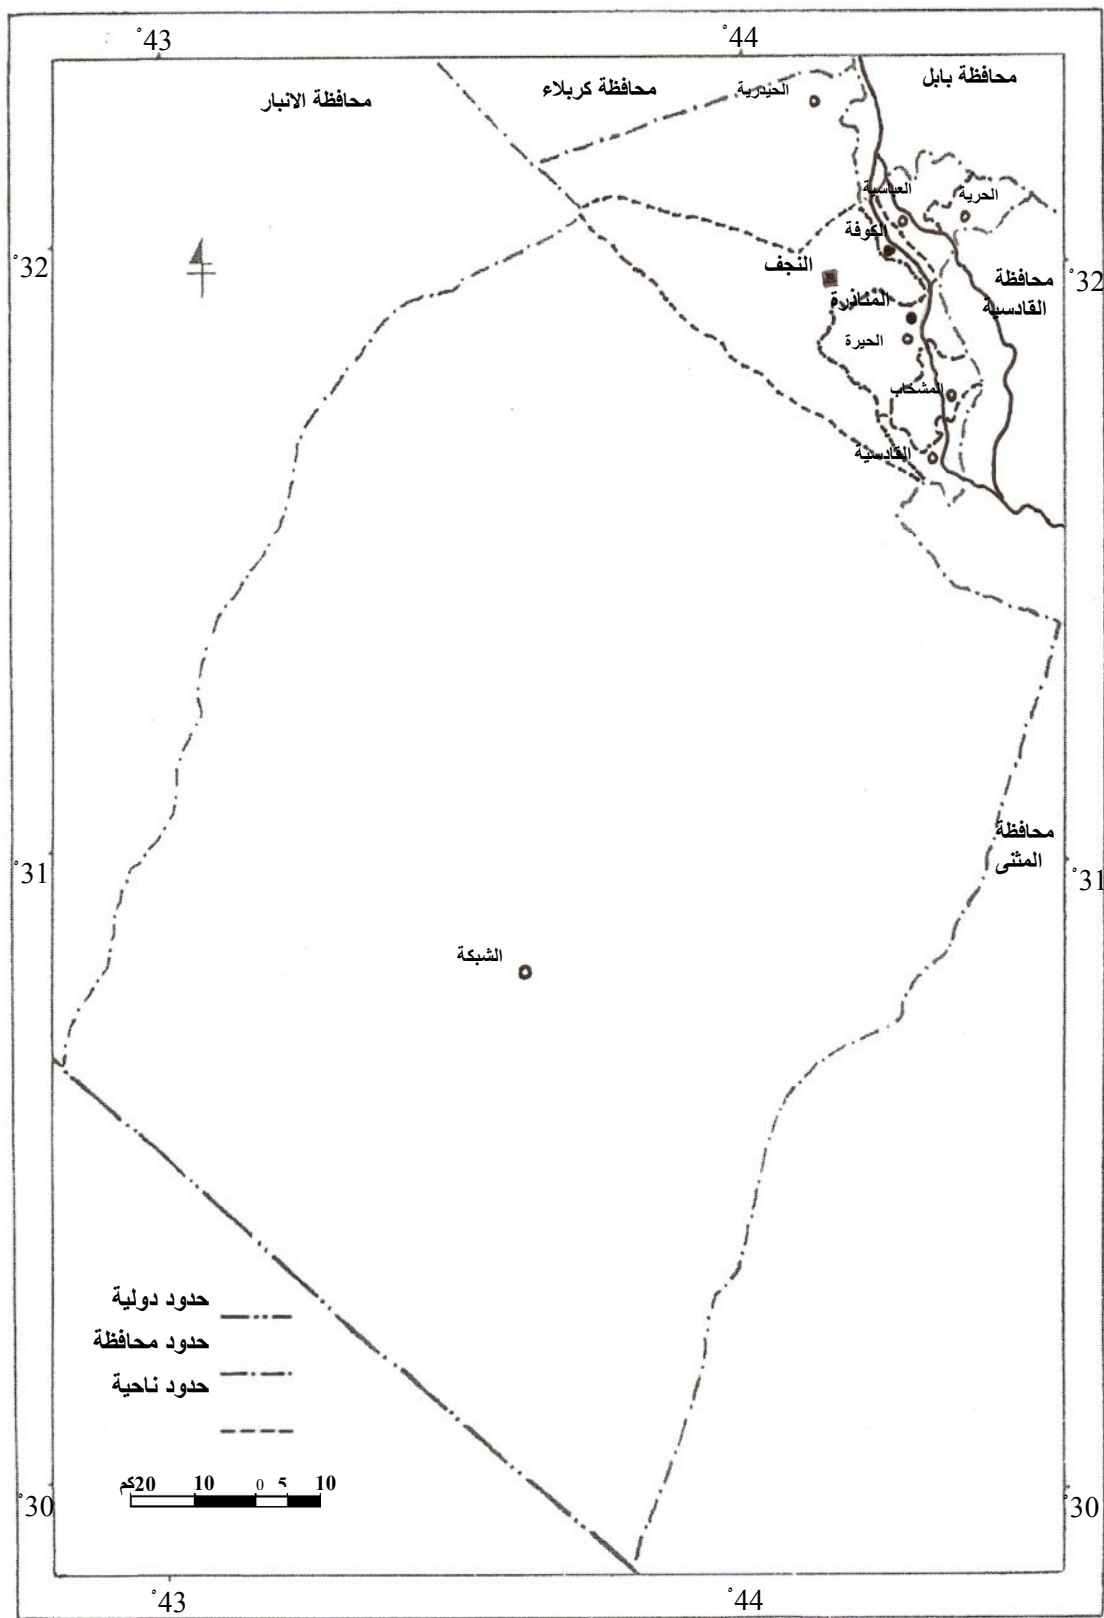 °43
°44
محافظة بابل
محافظة كربلاء
محافظة الانبار
الحيدرية
العباسية
الحرية
الكوفة
°32
°32
النجف
محافظة
القادسية
المناذرة
الحيرة
المشخاب
القادسية
محافظة
المثنى
°31
°31
الشبكة
حدود دولية
حدود محافظة
حدود ناحية
كم20 10 0 5 10
°30
°30
°43
°44